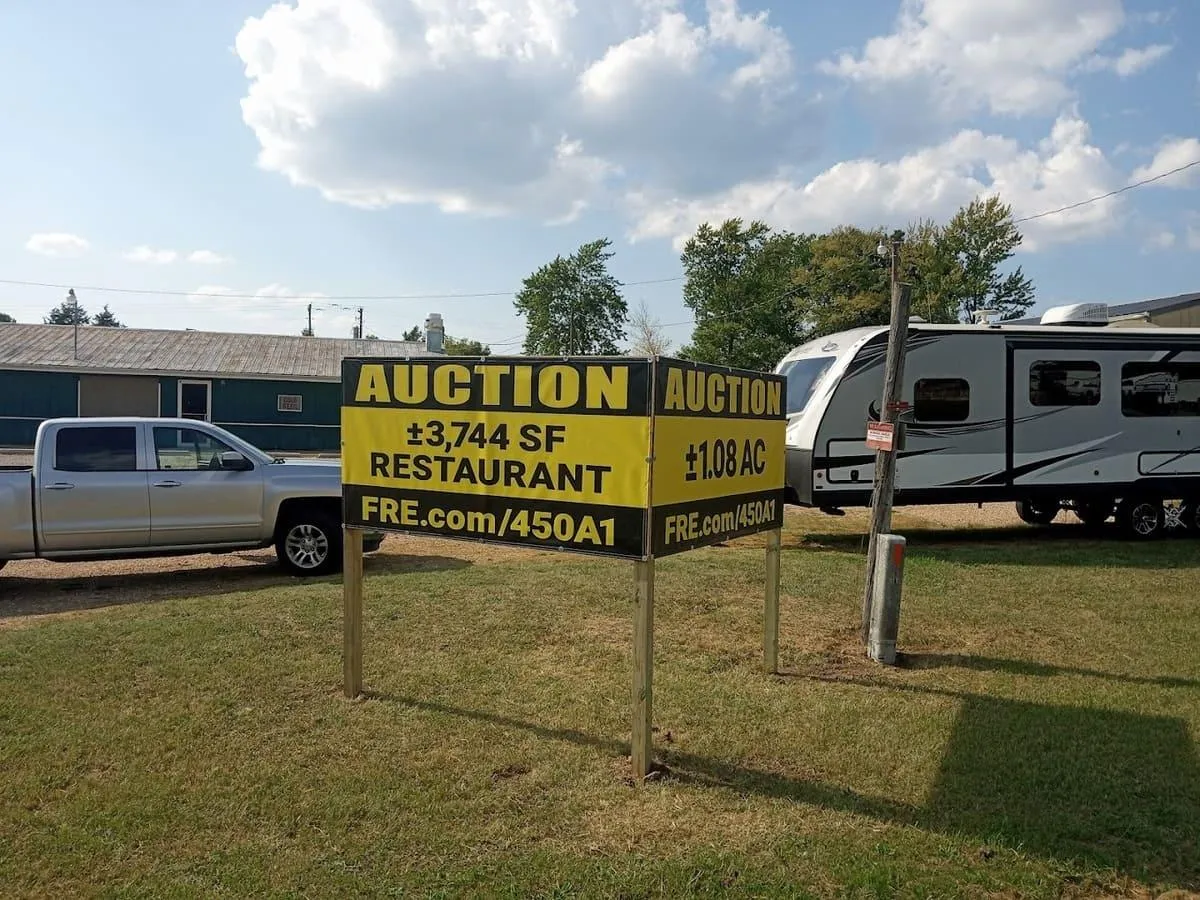 AUCTION
±3,744 SF
RESTAURANT
FRE.com/450A1
AUCTION
±1.08 AC
FRE.com/450A1